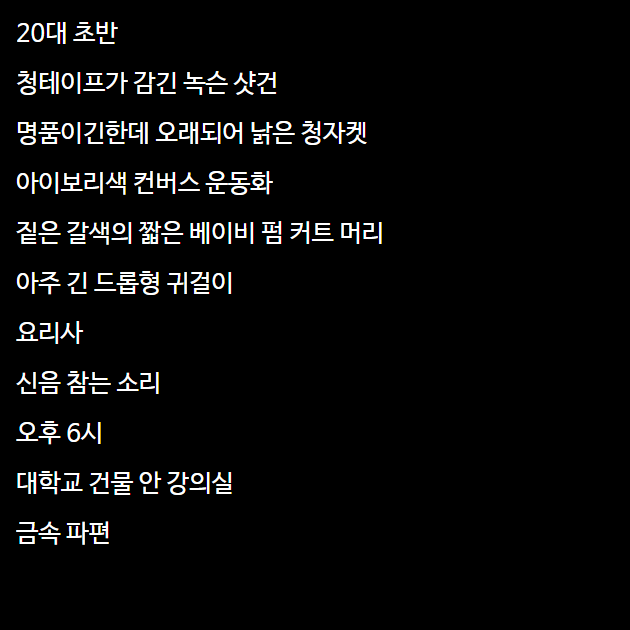 20대 초반
청테이프가 감긴 녹슨 샷건
명품이긴한데 오래되어 낡은 청자켓
아이보리색 컨버스 운동화
짙은 갈색의 짧은 베이비 펌 커트 머리
아주 긴 드롭형 귀걸이
요리사
신음 참는 소리
오후 6시
대학교 건물 안 강의실
금속 파편